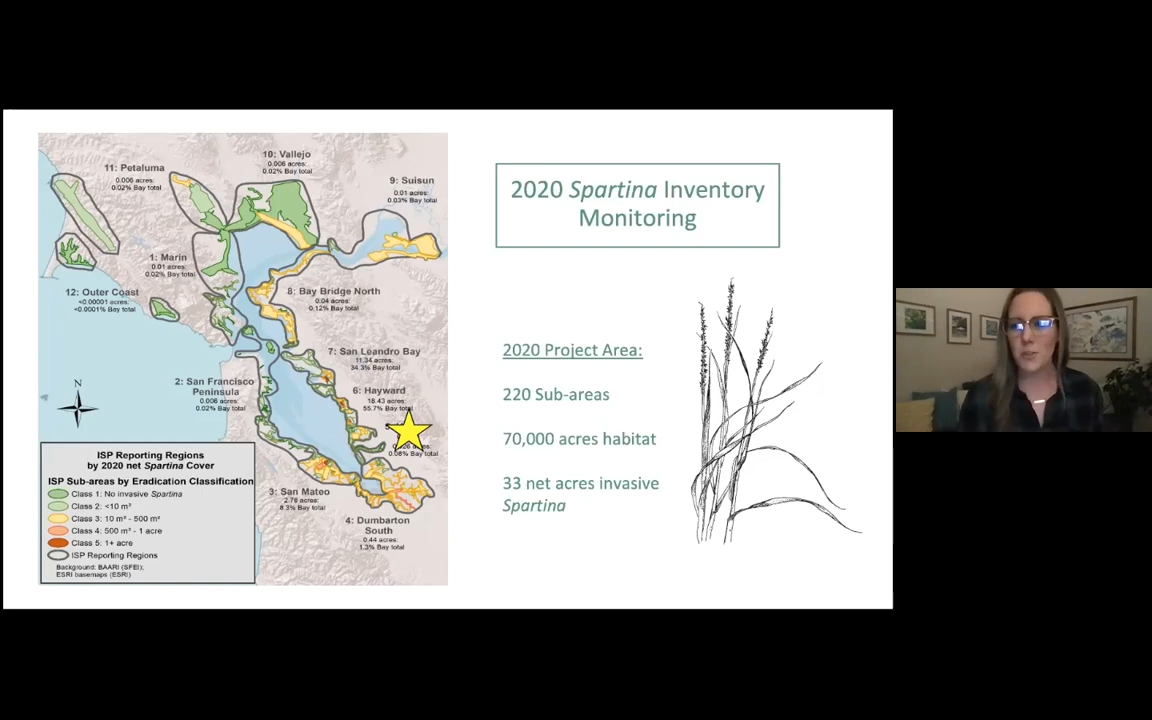 2020 Spartina Inventory
Monitoring
2020 Project Area:
220 Sub-areas
70,000 acres habitat
33 net acres invasive
Spartina
10: Vallejo
0.006 acres:
0.02% Bay total
11: Petaluma
0.006 acres:
0.02% Bay total
9: Suisun
0.01 acres:
0.03% Bay total
1: Marin
0.01 acres:
0.02% Bay total
12: Outer Coast
<0.00001 acres:
<0.0001% Bay total
8: Bay Bridge North
0.04 acres:
0.12% Bay total
7: San Leandro Bay
11.34 acres:
34.3% Bay total
2: San Francisco
Peninsula
0.006 acres:
0.02% Bay total
6: Hayward
18.43 acres:
55.7% Bay total
0.08% Bay total
3: San Mateo
2.76 acres:
8.3% Bay total
4: Dumbarton
South
0.44 acres:
1.3% Bay total
N
ISP Reporting Regions
by 2020 net Spartina Cover
ISP Sub-areas by Eradication Classification
Class 1: No invasive Spartina
Class 2: <10 m²
Class 3: 10 m² - 500 m²
Class 4: 500 m² - 1 acre
Class 5: 1+ acre
ISP Reporting Regions
Background: BAARI (SFEI);
ESRI basemaps (ESRI)